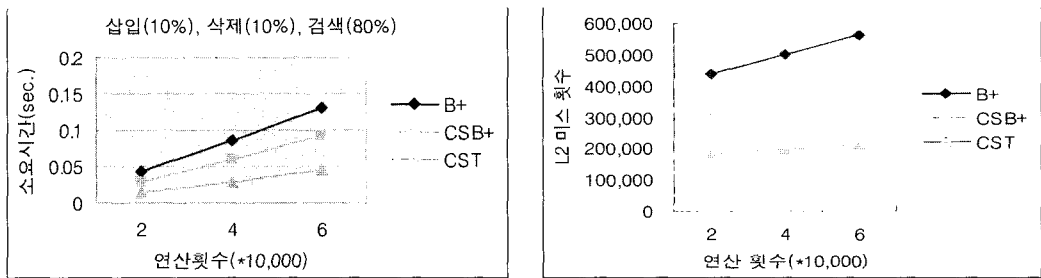 삽입(10%), 삭제(10%), 검색(80%)
소요시간(sec.)
0.2
0.15
0.1
0.05
0
2
4
6
연산횟수(*10,000)
B+
CSB+
CST
L2 미스 횟수
600,000
500,000
400,000
300,000
200,000
100,000
0
2
4
6
연산 횟수(*10,000)
B+
CSB+
CST